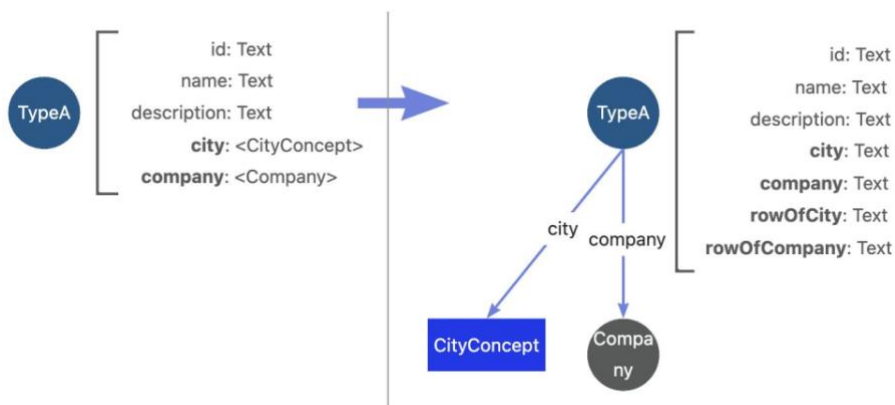 TypeA
id: Text
name: Text
description: Text
city: <CityConcept>
company: <Company>
TypeA
id: Text
name: Text
description: Text
city: Text
company: Text
rowOfCity: Text
rowOfCompany: Text
city
company
CityConcept
Compa
ny